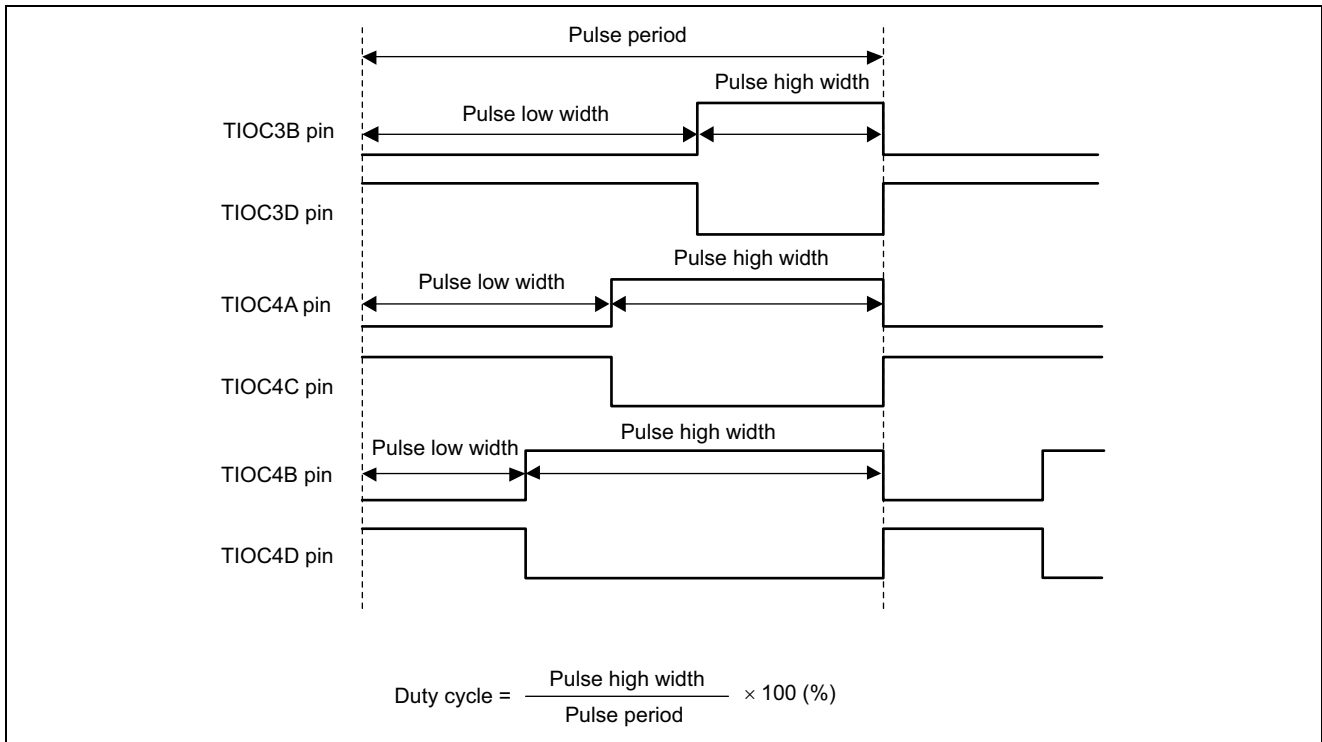 Pulse period
Pulse high width
Pulse low width
TIOC3B pin
TIOC3D pin
Pulse high width
Pulse low width
TIOC4A pin
TIOC4C pin
Pulse high width
Pulse low width
TIOC4B pin
TIOC4D pin
Duty cycle = Pulse high width / Pulse period × 100 (%)